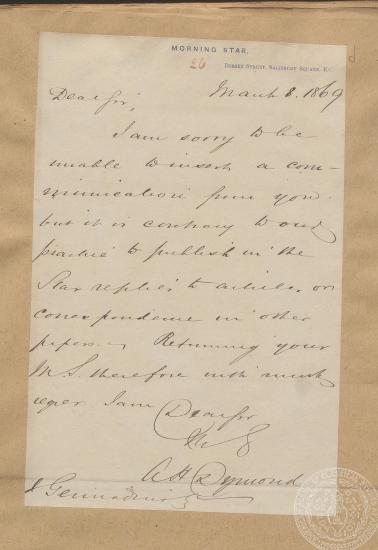 MORNING STAR.
Dorset Street, Salisbury Square, E.C.
26
March 8. 1869
Dear Sir,
I am sorry to be
unable to insert a com-
munication from you
but it is contrary to our
practice to publish in the
Star replies to articles or
correspondence in other
papers. Returning your
M.S. therefore with much
regret I am Dear Sir
A H Dymond
J Gennadius